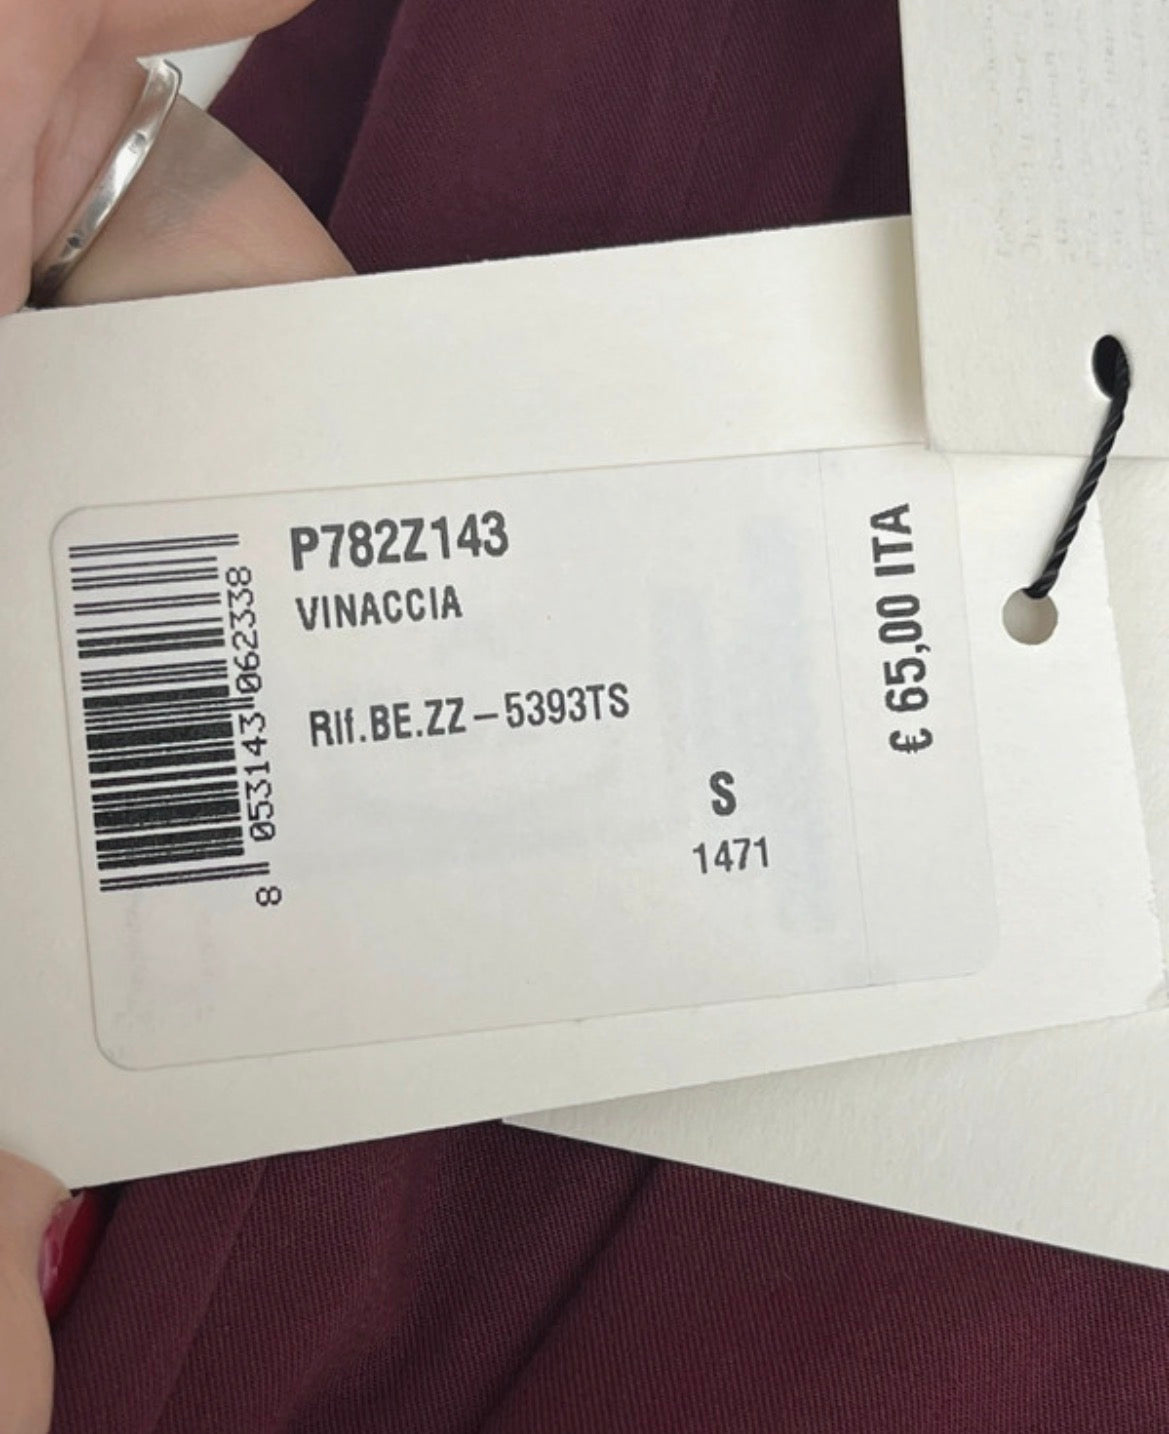 P782Z143
VINACCIA
Rif.BE.ZZ-5393TS
S
1471
€ 65,00 ITA
8 053143 062338